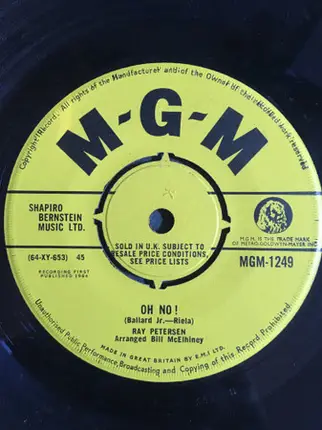 Copyright Record. All rights of the Manufacturer and of the Owner of the
recorded work reserved
M-G-M
SHAPIRO
BERNSTEIN
MUSIC LTD.
(64-XY-653) 45
RECORDING FIRST
PUBLISHED 1964
SOLD IN U.K. SUBJECT TO
RESALE PRICE CONDITIONS,
SEE PRICE LISTS
M.G.M. IS THE TRADE MARK
OF METRO-GOLDWYN-MAYER INC
MGM-1249
OH NO !
(Ballard Jr.—Riela)
RAY PETERSEN
Arranged Bill McElhiney
MADE IN GREAT BRITAIN BY E.M.I LTD.
Unauthorised Public Performance, Broadcasting and Copying of this Record Prohibited.